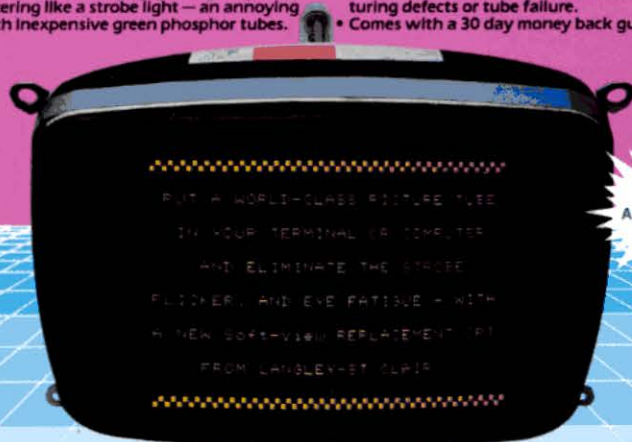 ering like a strobe light — an annoying
th inexpensive green phosphor tubes.
turing defects or tube failure.
• Comes with a 30 day money back gu
PUT A WORLD-CLASS PICTURE TUBE
IN YOUR TERMINAL OR COMPUTER
AND ELIMINATE THE STROBE
FLICKER, AND EYE FATIGUE - WITH
A NEW Soft-View REPLACEMENT CRT
FROM LANGLEY-ST CLAIR
A